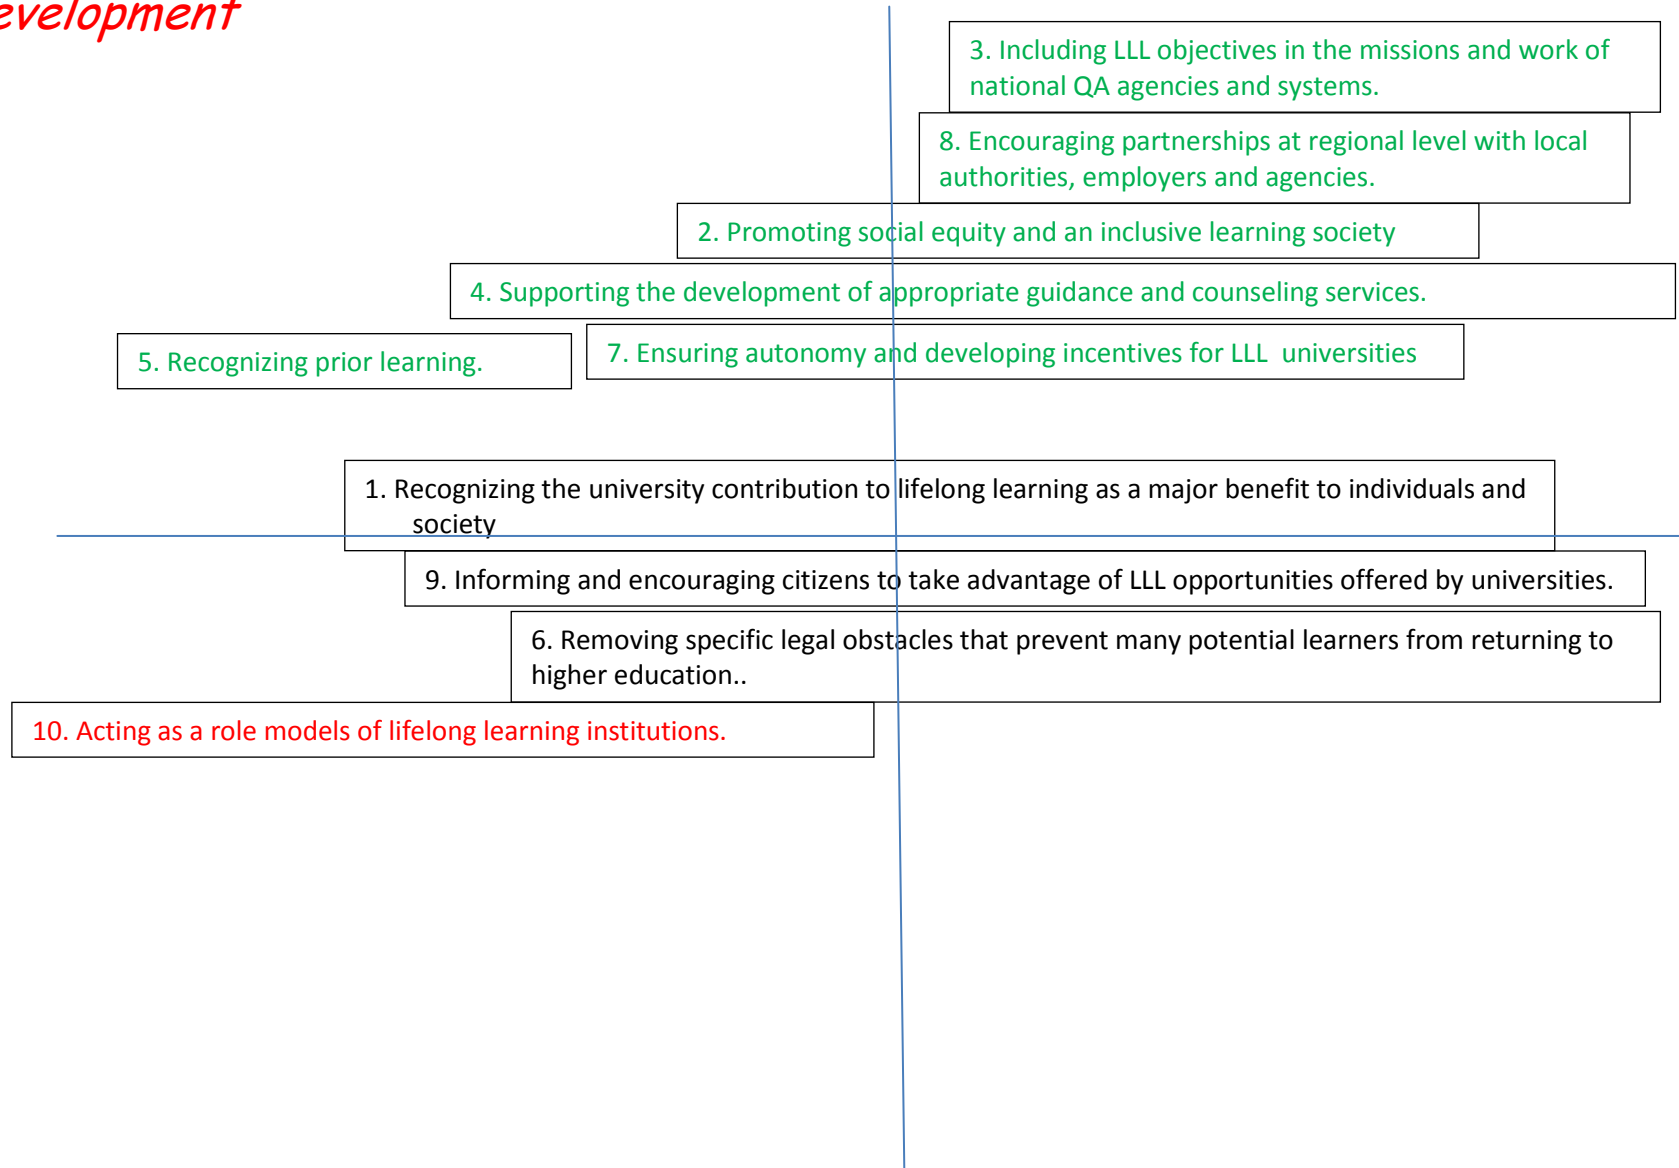 evelopment
3. Including LLL objectives in the missions and work of
national QA agencies and systems.
8. Encouraging partnerships at regional level with local
authorities, employers and agencies.
2. Promoting social equity and an inclusive learning society
4. Supporting the development of appropriate guidance and counseling services.
5. Recognizing prior learning.
7. Ensuring autonomy and developing incentives for LLL universities
1. Recognizing the university contribution to lifelong learning as a major benefit to individuals and
society
9. Informing and encouraging citizens to take advantage of LLL opportunities offered by universities.
6. Removing specific legal obstacles that prevent many potential learners from returning to
higher education..
10. Acting as a role models of lifelong learning institutions.